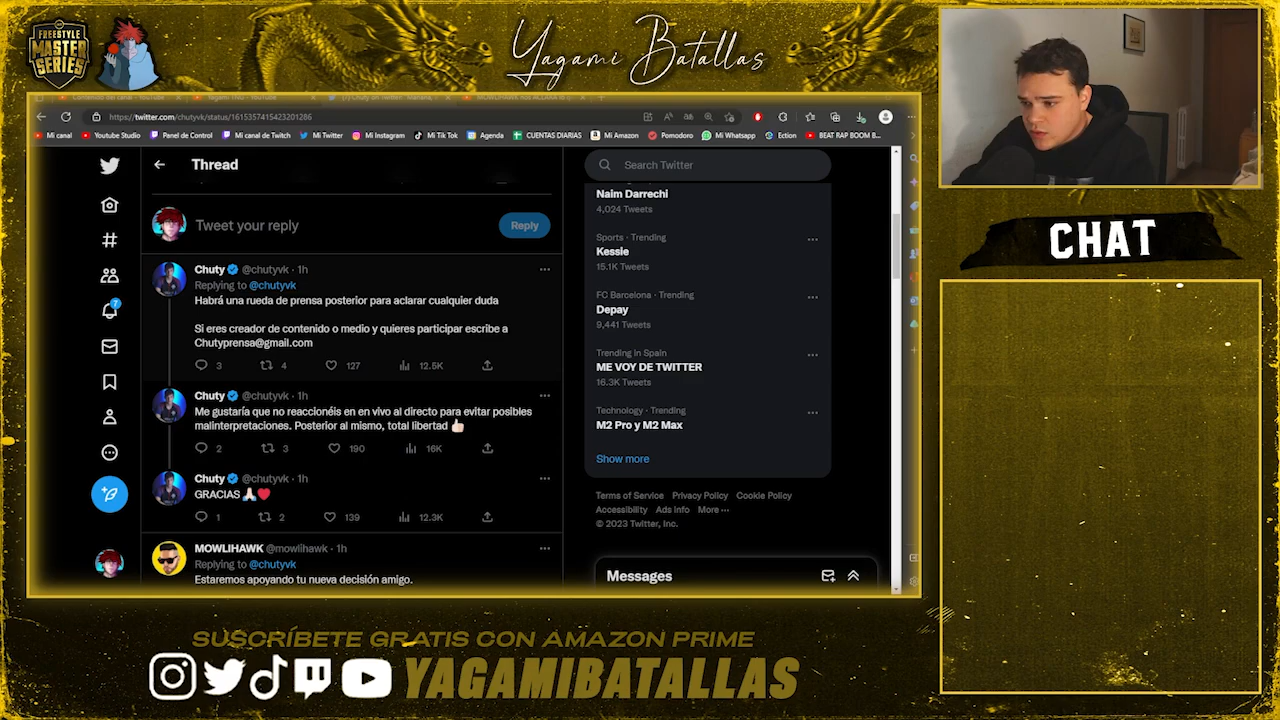 FREESTYLE
MASTER
SERIES
Yagami Batallas
https://twitter.com/chutyvk/status/1615357415423201286
Mi canal
Youtube Studio
Panel de Control
Mi canal de Twitch
Mi Twitter
Mi Instagram
Mi Tik Tok
Agenda
CUENTAS DIARIAS
Mi Amazon
Pomodoro
Mi Whatsapp
Ection
BEAT RAP BOOM B...
Thread
Search Twitter
Tweet your reply
Reply
Chuty @chutyvk · 1h
Replying to @chutyvk
Habrá una rueda de prensa posterior para aclarar cualquier duda
Si eres creador de contenido o medio y quieres participar escribe a
Chutyprensa@gmail.com
3 4 127 12.5K
Chuty @chutyvk · 1h
Me gustaría que no reaccionéis en en vivo al directo para evitar posibles
malinterpretaciones. Posterior al mismo, total libertad 👍🏻
2 3 190 16K
Chuty @chutyvk · 1h
GRACIAS 🙏🏻❤️
1 2 139 12.3K
MOWLIHAWK @mowlihawk · 1h
Replying to @chutyvk
Estaremos apoyando tu nueva decisión amigo.
7
Naim Darrechi
4,024 Tweets
Sports · Trending
Kessie
15.1K Tweets
FC Barcelona · Trending
Depay
9,441 Tweets
Trending in Spain
ME VOY DE TWITTER
16.3K Tweets
Technology · Trending
M2 Pro y M2 Max
Show more
Terms of Service Privacy Policy Cookie Policy
Accessibility Ads info More ···
© 2023 Twitter, Inc.
Messages
CHAT
SUSCRÍBETE GRATIS CON AMAZON PRIME
YAGAMIBATALLAS